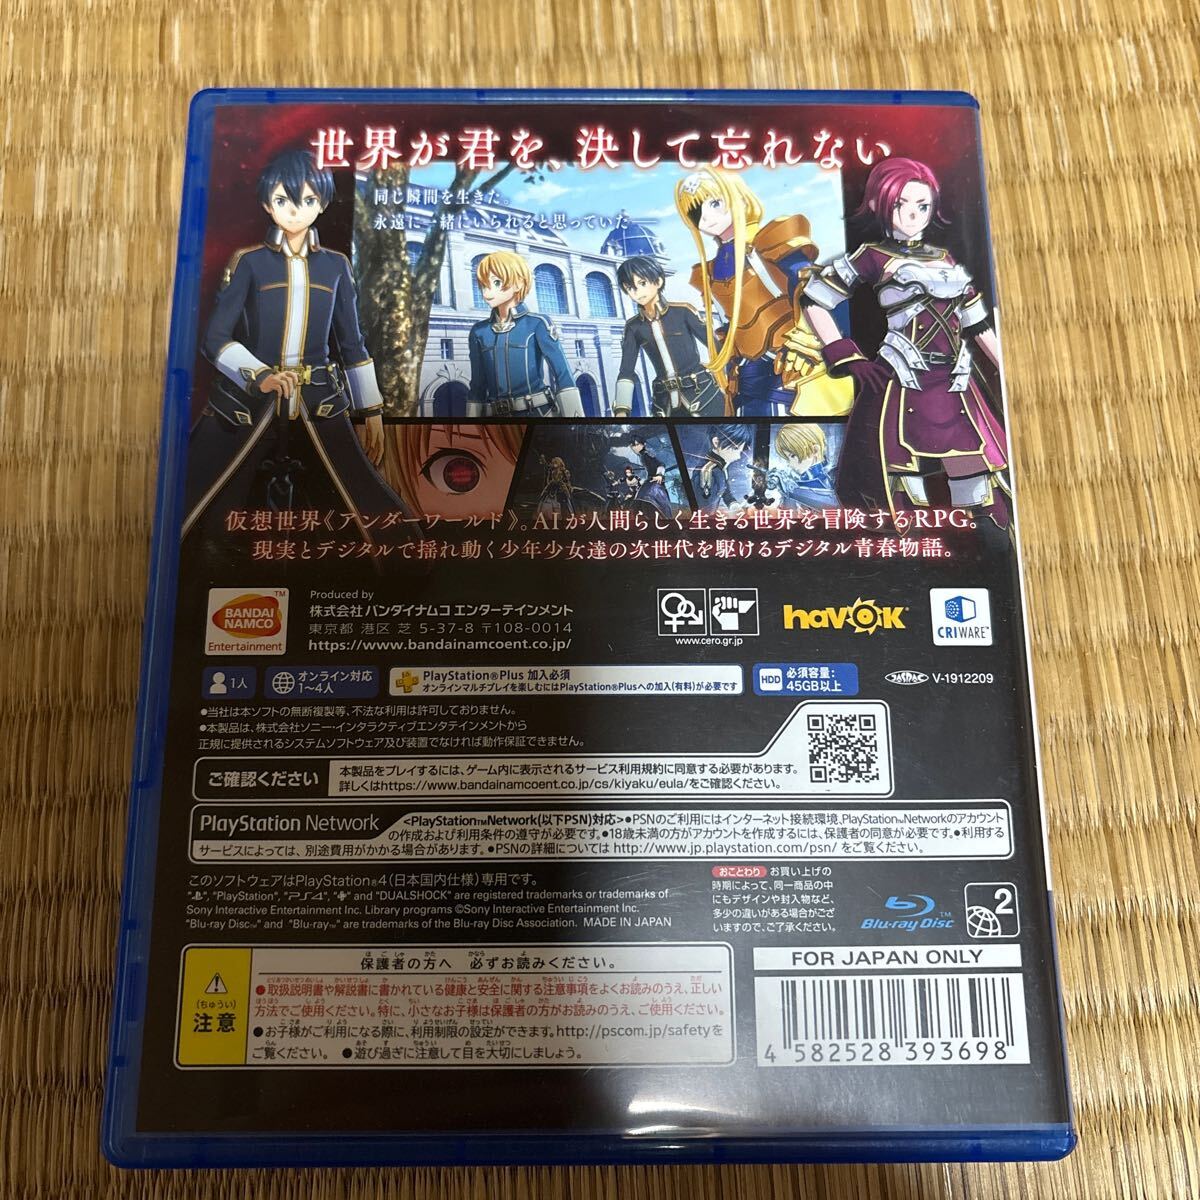 世界が君を、決して忘れない
同じ瞬間を生きた。
永遠に一緒にいられると思っていた――
仮想世界《アンダーワールド》。AIが人間らしく生きる世界を冒険するRPG。
現実とデジタルで揺れ動く少年少女達の次世代を駆けるデジタル青春物語。
BANDAI NAMCO Entertainment ™
Produced by
株式会社バンダイナムコ エンターテインメント
東京都 港区 芝 5-37-8 〒108-0014
https://www.bandainamcoent.co.jp/
www.cero.gr.jp
havok
CRIWARE™
1人
オンライン対応
1~4人
PlayStation®Plus 加入必須
オンラインマルチプレイを楽しむにはPlayStation®Plusへの加入(有料)が必要です
HDD
必須容量:
45GB以上
V-1912209
●当社は本ソフトの無断複製等、不法な利用は許可しておりません。
●本製品は、株式会社ソニー・インタラクティブエンタテインメントから
正規に提供されるシステムソフトウェア及び装置でなければ動作保証できません。
ご確認ください
本製品をプレイするには、ゲーム内に表示されるサービス利用規約に同意する必要があります。
詳しくはhttps://www.bandainamcoent.co.jp/cs/kiyaku/eula/をご確認ください。
PlayStation Network
<PlayStation™Network(以下PSN)対応>●PSNのご利用にはインターネット接続環境、PlayStation™Networkのアカウント
の作成および利用条件の遵守が必要です。●18歳未満の方がアカウントを作成するには、保護者の同意が必要です。●利用する
サービスによっては、別途費用がかかる場合があります。●PSNの詳細については http://www.jp.playstation.com/psn/ をご覧ください。
このソフトウェアはPlayStation®4(日本国内仕様)専用です。
"PlayStation", "PS4", and "DUALSHOCK" are registered trademarks or trademarks of
Sony Interactive Entertainment Inc. Library programs ©Sony Interactive Entertainment Inc.
"Blu-ray Disc™" and "Blu-ray™" are trademarks of the Blu-ray Disc Association. MADE IN JAPAN
おことわり お買い上げの
時期によって、同一商品の中
にもデザインや封入物など、
多少の違いがある場合がござ
いますので、ご了承ください。
Blu-ray Disc™
2
(ちゅうい)
注意
保護者の方へ 必ずお読みください。
●取扱説明書や解説書に書かれている健康と安全に関する注意事項をよくお読みのうえ、正しい
方法でご使用ください。特に、小さなお子様は保護者の方がお読みのうえ、ご使用ください。
●お子様がご利用になる際に、利用制限の設定ができます。http://pscom.jp/safetyを
ご覧ください。 ●遊び過ぎに注意して目を大切にしましょう。
FOR JAPAN ONLY
4 582528 393698